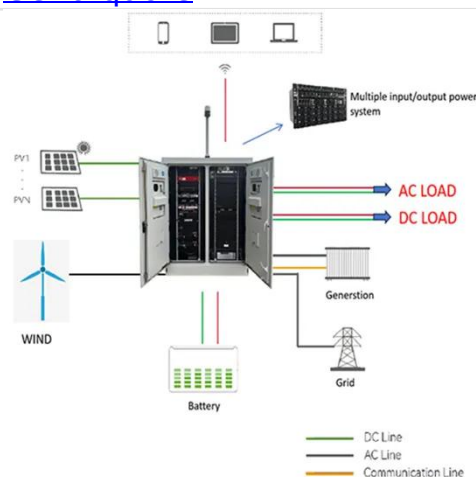 Multiple input/output power
system
PV1
PVN
AC LOAD
DC LOAD
WIND
Generstion
Grid
Battery
DC Line
AC Line
Communication Line